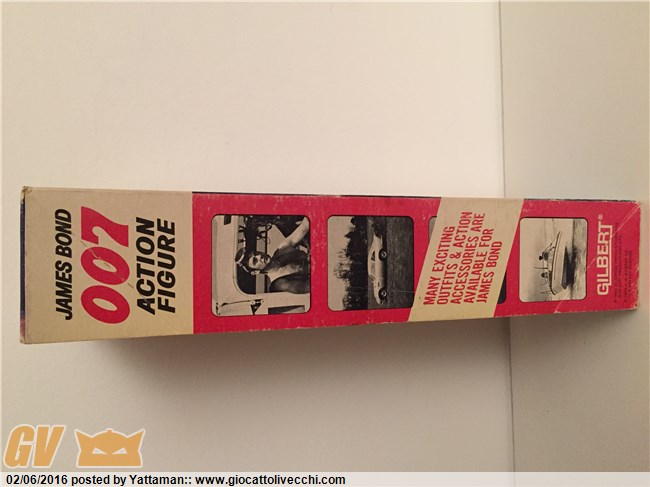 JAMES BOND
007
ACTION
FIGURE
MANY EXCITING
OUTFITS & ACTION
ACCESSORIES ARE
AVAILABLE FOR
JAMES BOND
GILBERT®
GV
02/06/2016 posted by Yattaman:: www.giocattolivecchi.com